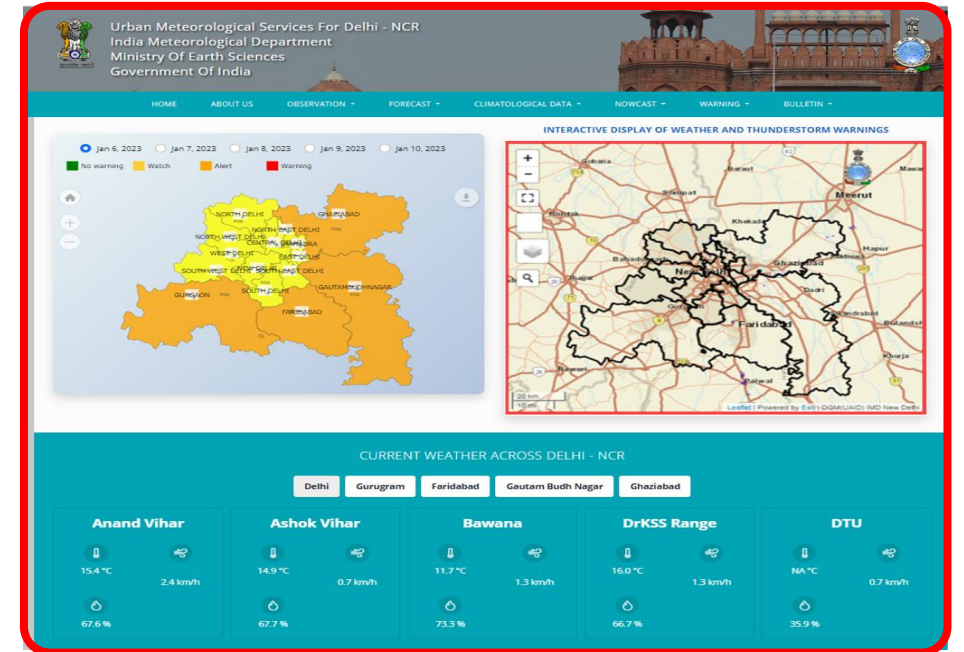 Urban Meteorological Services For Delhi - NCR
India Meteorological Department
Ministry Of Earth Sciences
Government Of India
HOME ABOUT US OBSERVATION FORECAST CLIMATOLOGICAL DATA NOWCAST WARNING BULLETIN
INTERACTIVE DISPLAY OF WEATHER AND THUNDERSTORM WARNINGS
Jan 6, 2023 Jan 7, 2023 Jan 8, 2023 Jan 9, 2023 Jan 10, 2023
No warning Watch Alert Warning
NORTH DELHI
GHAZIABAD
NORTH EAST DELHI
NORTH WEST DELHI
CENTRAL DELHI
WEST DELHI
EAST DELHI
SOUTH WEST DELHI
SOUTH EAST DELHI
SOUTH DELHI
GAUTAMBUDHNAGAR
GURGAON
FARIDABAD
+
−
Gohana
Baraut
Mawa
Sonipat
Meerut
Rohtak
Khekada
Hapur
Ghaziabad
Dadri
Faridabad
Bulandsh
Khurja
Rewari
Palwal
20 km
10 mi
Leaflet | Powered by Esri | DGM(UAID) IMD New Delhi
CURRENT WEATHER ACROSS DELHI - NCR
Delhi Gurugram Faridabad Gautam Budh Nagar Ghaziabad
Anand Vihar Ashok Vihar Bawana DrKSS Range DTU
15.4 °C 14.9 °C 11.7 °C 16.0 °C NA °C
2.4 km/h 0.7 km/h 1.3 km/h 1.3 km/h 0.7 km/h
67.6 % 67.7 % 73.3 % 66.7 % 35.9 %